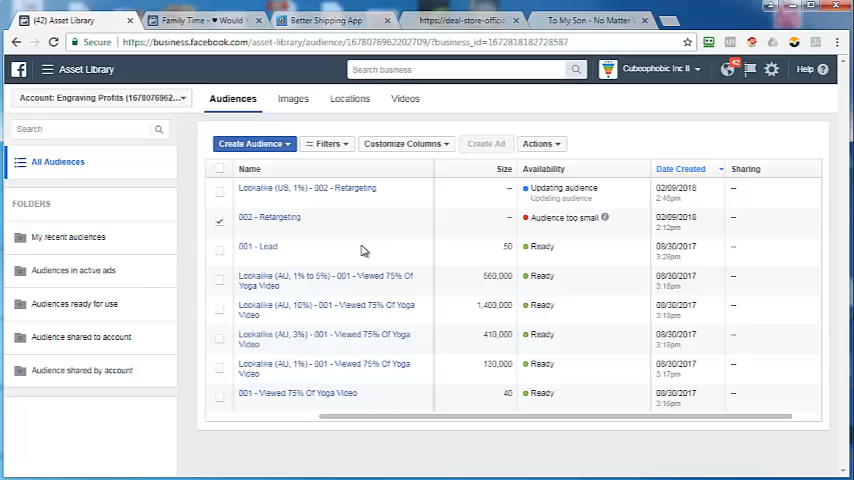 (42) Asset Library
Family Time - ♥ Would
Better Shipping App
https://deal-store-offici
To My Son - No Matter
Secure
https://business.facebook.com/asset-library/audience/1678076962202709/?business_id=1672818182728587
Asset Library
Search business
Cubeophobic Inc II
42
Help
Account: Engraving Profits (1678076962...
Audiences
Images
Locations
Videos
Search
Create Audience
Filters
Customize Columns
Create Ad
Actions
All Audiences
Name
Size
Availability
Date Created
Sharing
Lookalike (US, 1%) - 002 - Retargeting
--
Updating audience
Updating audience
02/09/2018
2:48pm
--
FOLDERS
002 - Retargeting
--
Audience too small
02/09/2018
2:12pm
--
My recent audiences
001 - Lead
50
Ready
08/30/2017
3:28pm
--
Audiences in active ads
Lookalike (AU, 1% to 5%) - 001 - Viewed 75% Of
Yoga Video
560,000
Ready
08/30/2017
3:18pm
--
Audiences ready for use
Lookalike (AU, 10%) - 001 - Viewed 75% Of Yoga
Video
1,400,000
Ready
08/30/2017
3:18pm
--
Audience shared to account
Lookalike (AU, 3%) - 001 - Viewed 75% Of Yoga
Video
410,000
Ready
08/30/2017
3:18pm
--
Audience shared by account
Lookalike (AU, 1%) - 001 - Viewed 75% Of Yoga
Video
130,000
Ready
08/30/2017
3:17pm
--
001 - Viewed 75% Of Yoga Video
40
Ready
08/30/2017
3:16pm
--